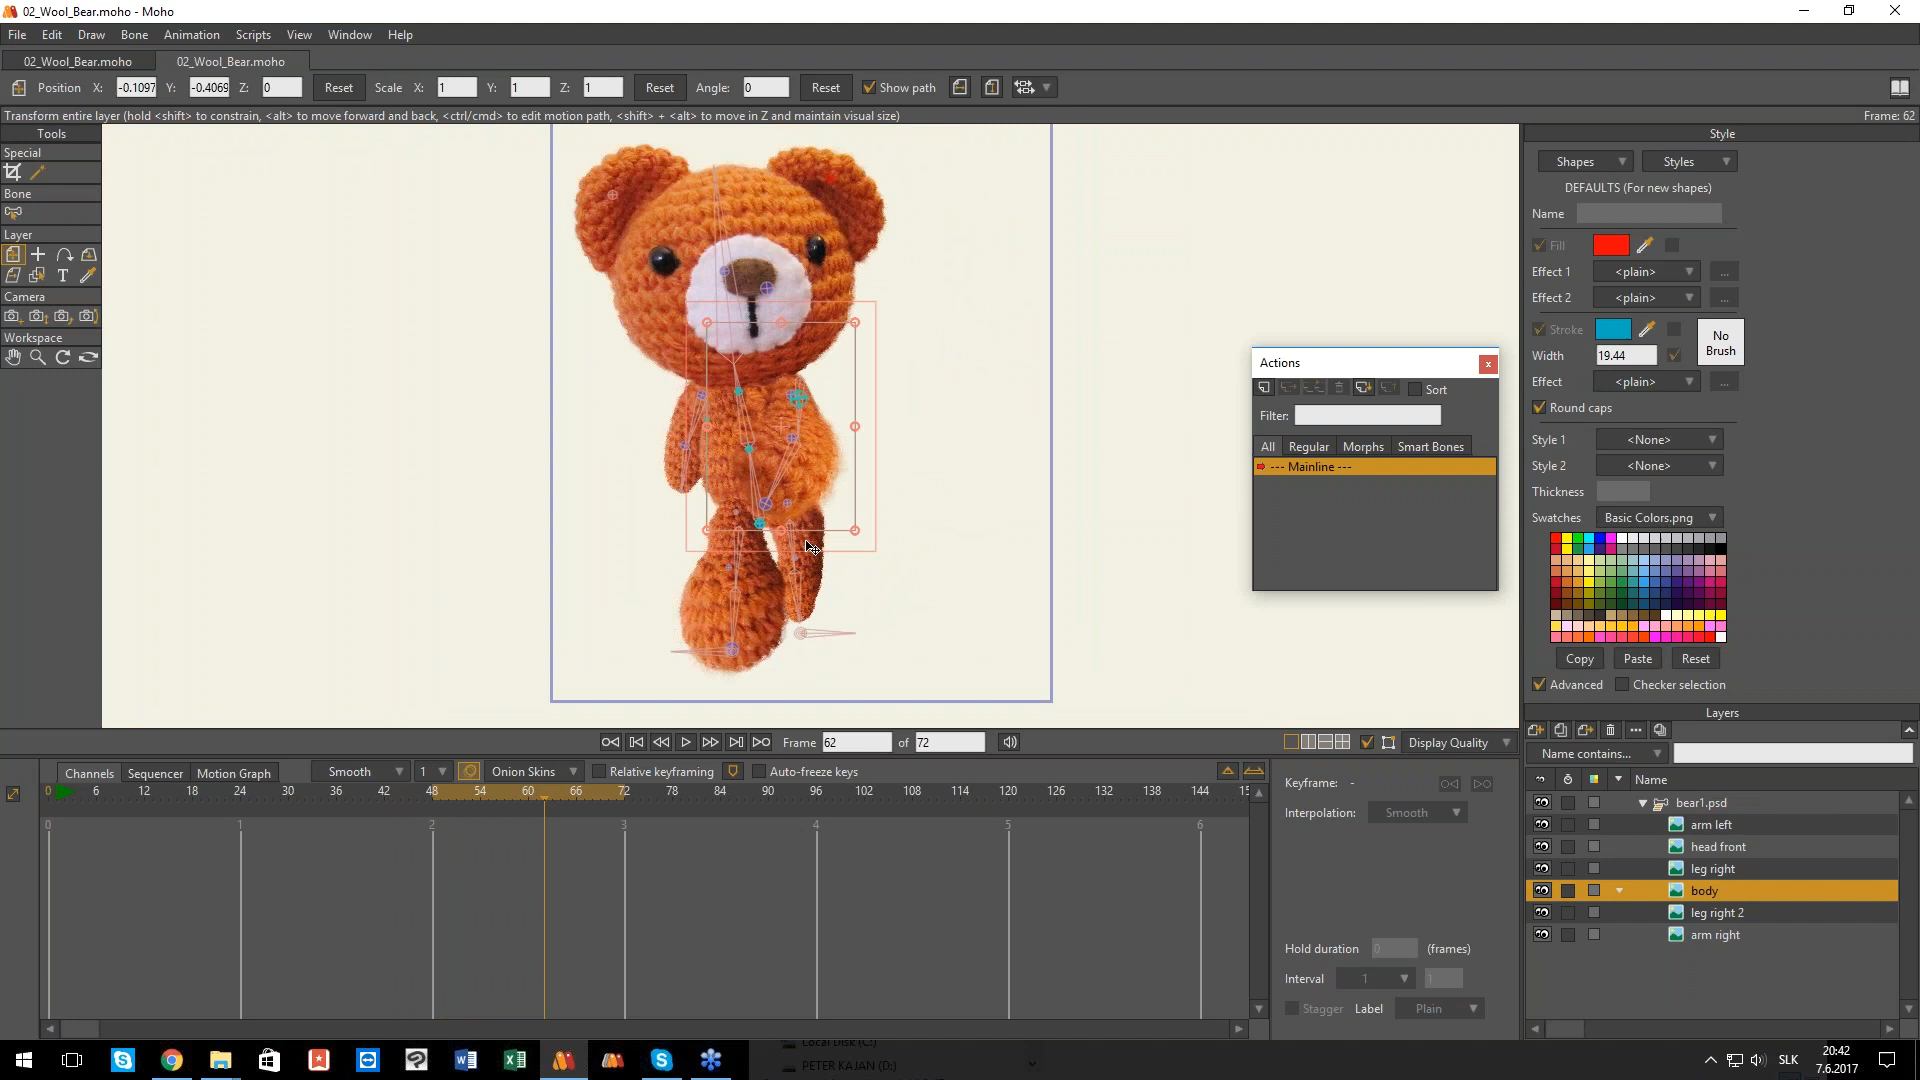 02_Wool_Bear.moho - Moho
File Edit Draw Bone Animation Scripts View Window Help
02_Wool_Bear.moho 02_Wool_Bear.moho
Position X: -0.1097 Y: -0.4069 Z: 0 Reset Scale X: 1 Y: 1 Z: 1 Reset Angle: 0 Reset Show path
Transform entire layer (hold <shift> to constrain, <alt> to move forward and back, <ctrl/cmd> to edit motion path, <shift> + <alt> to move in Z and maintain visual size) Frame: 62
Tools
Special
Bone
Layer
Camera
Workspace
Actions
Sort
Filter:
All Regular Morphs Smart Bones
--- Mainline ---
Style
Shapes Styles
DEFAULTS (For new shapes)
Name
Fill
Effect 1 <plain> ...
Effect 2 <plain> ...
Stroke
No Brush
Width 19.44
Effect <plain> ...
Round caps
Style 1 <None>
Style 2 <None>
Thickness
Swatches Basic Colors.png
Copy Paste Reset
Advanced Checker selection
Layers
Name contains...
Name
bear1.psd
arm left
head front
leg right
body
leg right 2
arm right
Frame 62 of 72 Display Quality
Channels Sequencer Motion Graph Smooth 1 Onion Skins Relative keyframing Auto-freeze keys
0 6 12 18 24 30 36 42 48 54 60 66 72 78 84 90 96 102 108 114 120 126 132 138 144 15
0 1 2 3 4 5 6
Keyframe: -
Interpolation: Smooth
Hold duration 0 (frames)
Interval 1 1
Stagger Label Plain
Local Disk (C:)
PETER KAJAN (D:)
SLK
20:42
7.6.2017